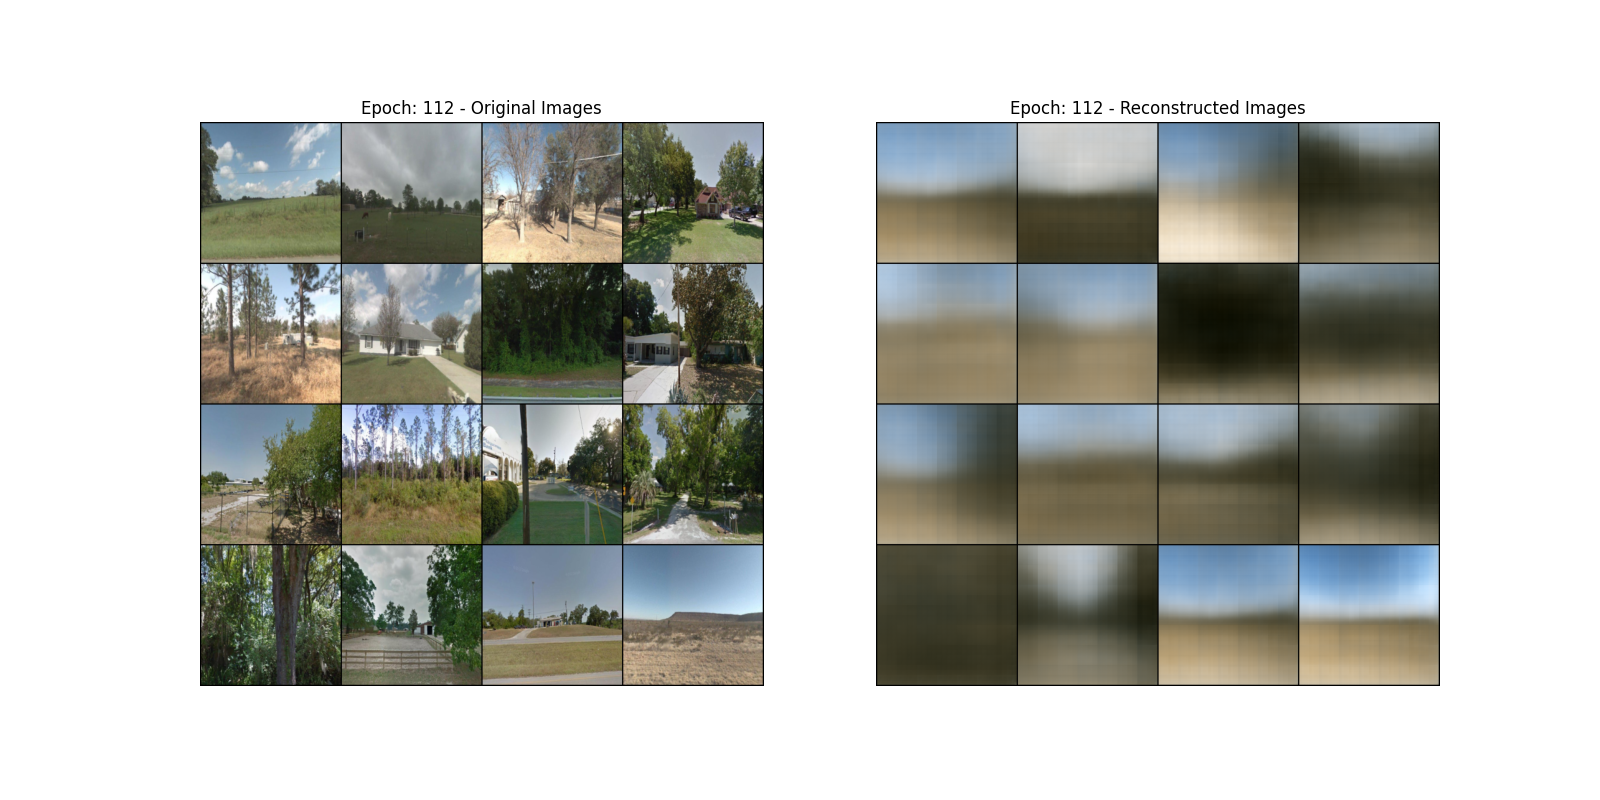 Epoch: 112 - Original Images
Epoch: 112 - Reconstructed Images